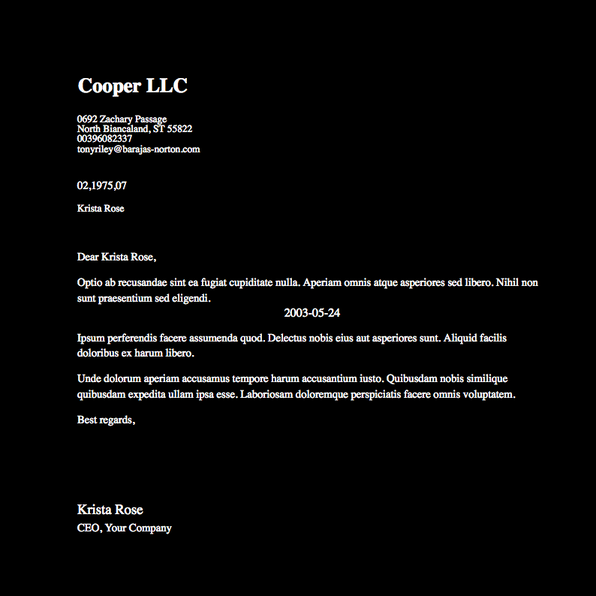 Cooper LLC
0692 Zachary Passage
North Biancaland, ST 55822
00396082337
tonyriley@barajas-norton.com
02,1975,07
Krista Rose
Dear Krista Rose,
Optio ab recusandae sint ea fugiat cupiditate nulla. Aperiam omnis atque asperiores sed libero. Nihil non
sunt praesentium sed eligendi.
2003-05-24
Ipsum perferendis facere assumenda quod. Delectus nobis eius aut asperiores sunt. Aliquid facilis
doloribus ex harum libero.
Unde dolorum aperiam accusamus tempore harum accusantium iusto. Quibusdam nobis similique
quibusdam expedita ullam ipsa esse. Laboriosam doloremque perspiciatis facere omnis voluptatem.
Best regards,
Krista Rose
CEO, Your Company